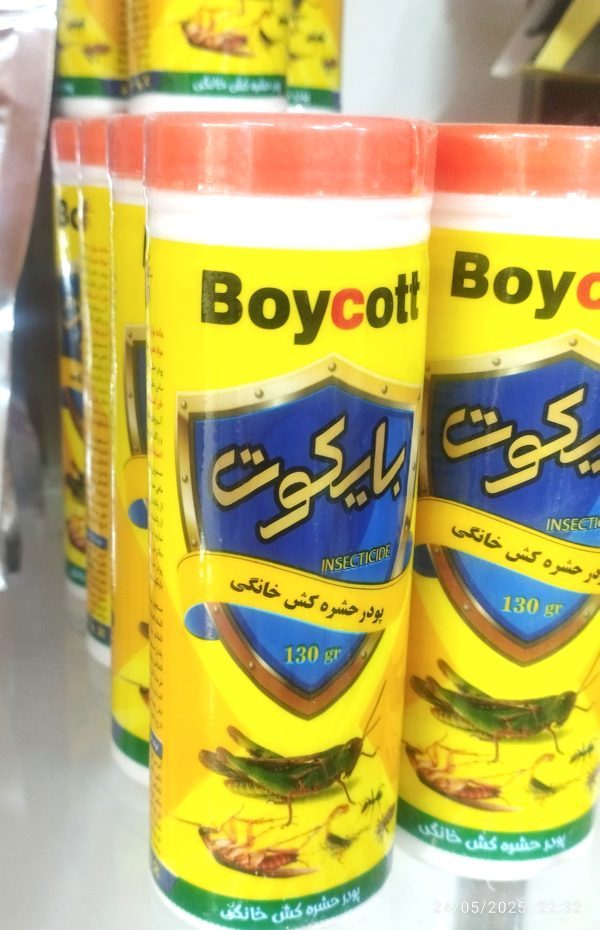 Boycott
بایکوت
INSECTICIDE
پودر حشره کش خانگی
130 gr
پودر حشره کش خانگی
Boyc
INSECTIC
پودر حشره کش خانگی
130 gr
پودر حشره کش خانگی
24/05/2025 22:32